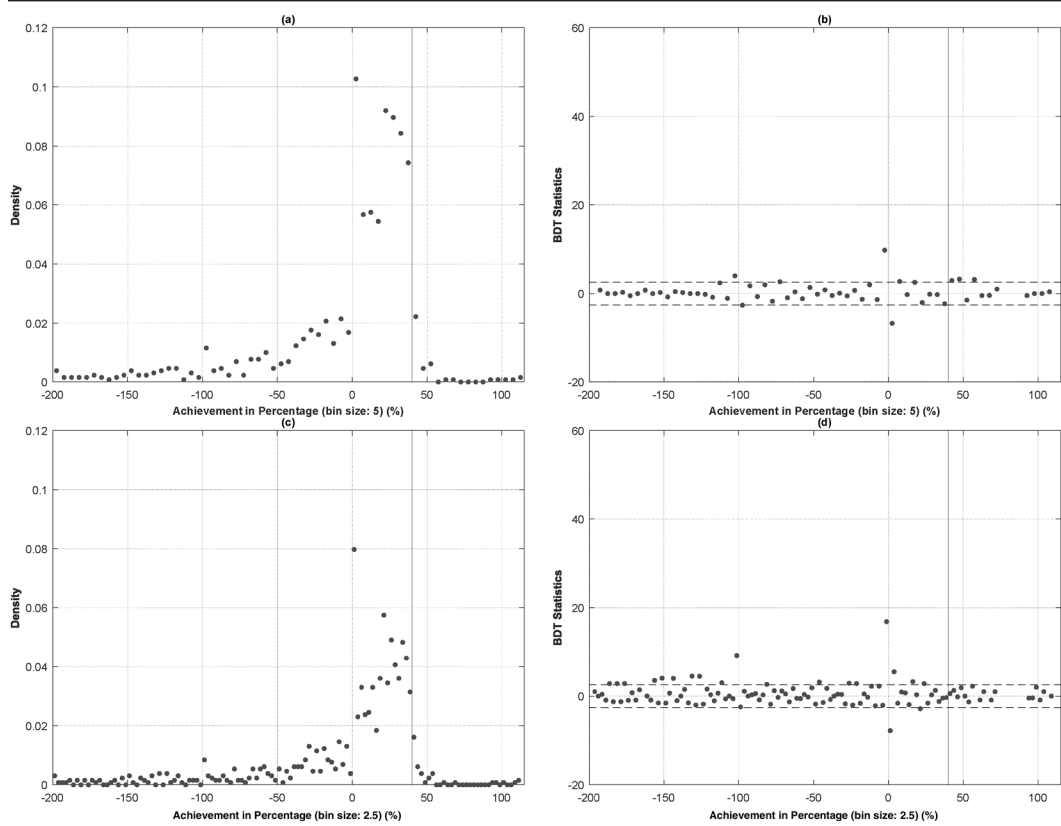 (a)
0.12
0.1
0.08
0.06
0.04
0.02
0
Density
-200 -150 -100 -50 0 50 100
Achievement in Percentage (bin size: 5) (%)
(b)
60
40
20
0
-20
BDT Statistics
-200 -150 -100 -50 0 50 100
Achievement in Percentage (bin size: 5) (%)
(c)
0.12
0.1
0.08
0.06
0.04
0.02
0
Density
-200 -150 -100 -50 0 50 100
Achievement in Percentage (bin size: 2.5) (%)
(d)
60
40
20
0
-20
BDT Statistics
-200 -150 -100 -50 0 50 100
Achievement in Percentage (bin size: 2.5) (%)